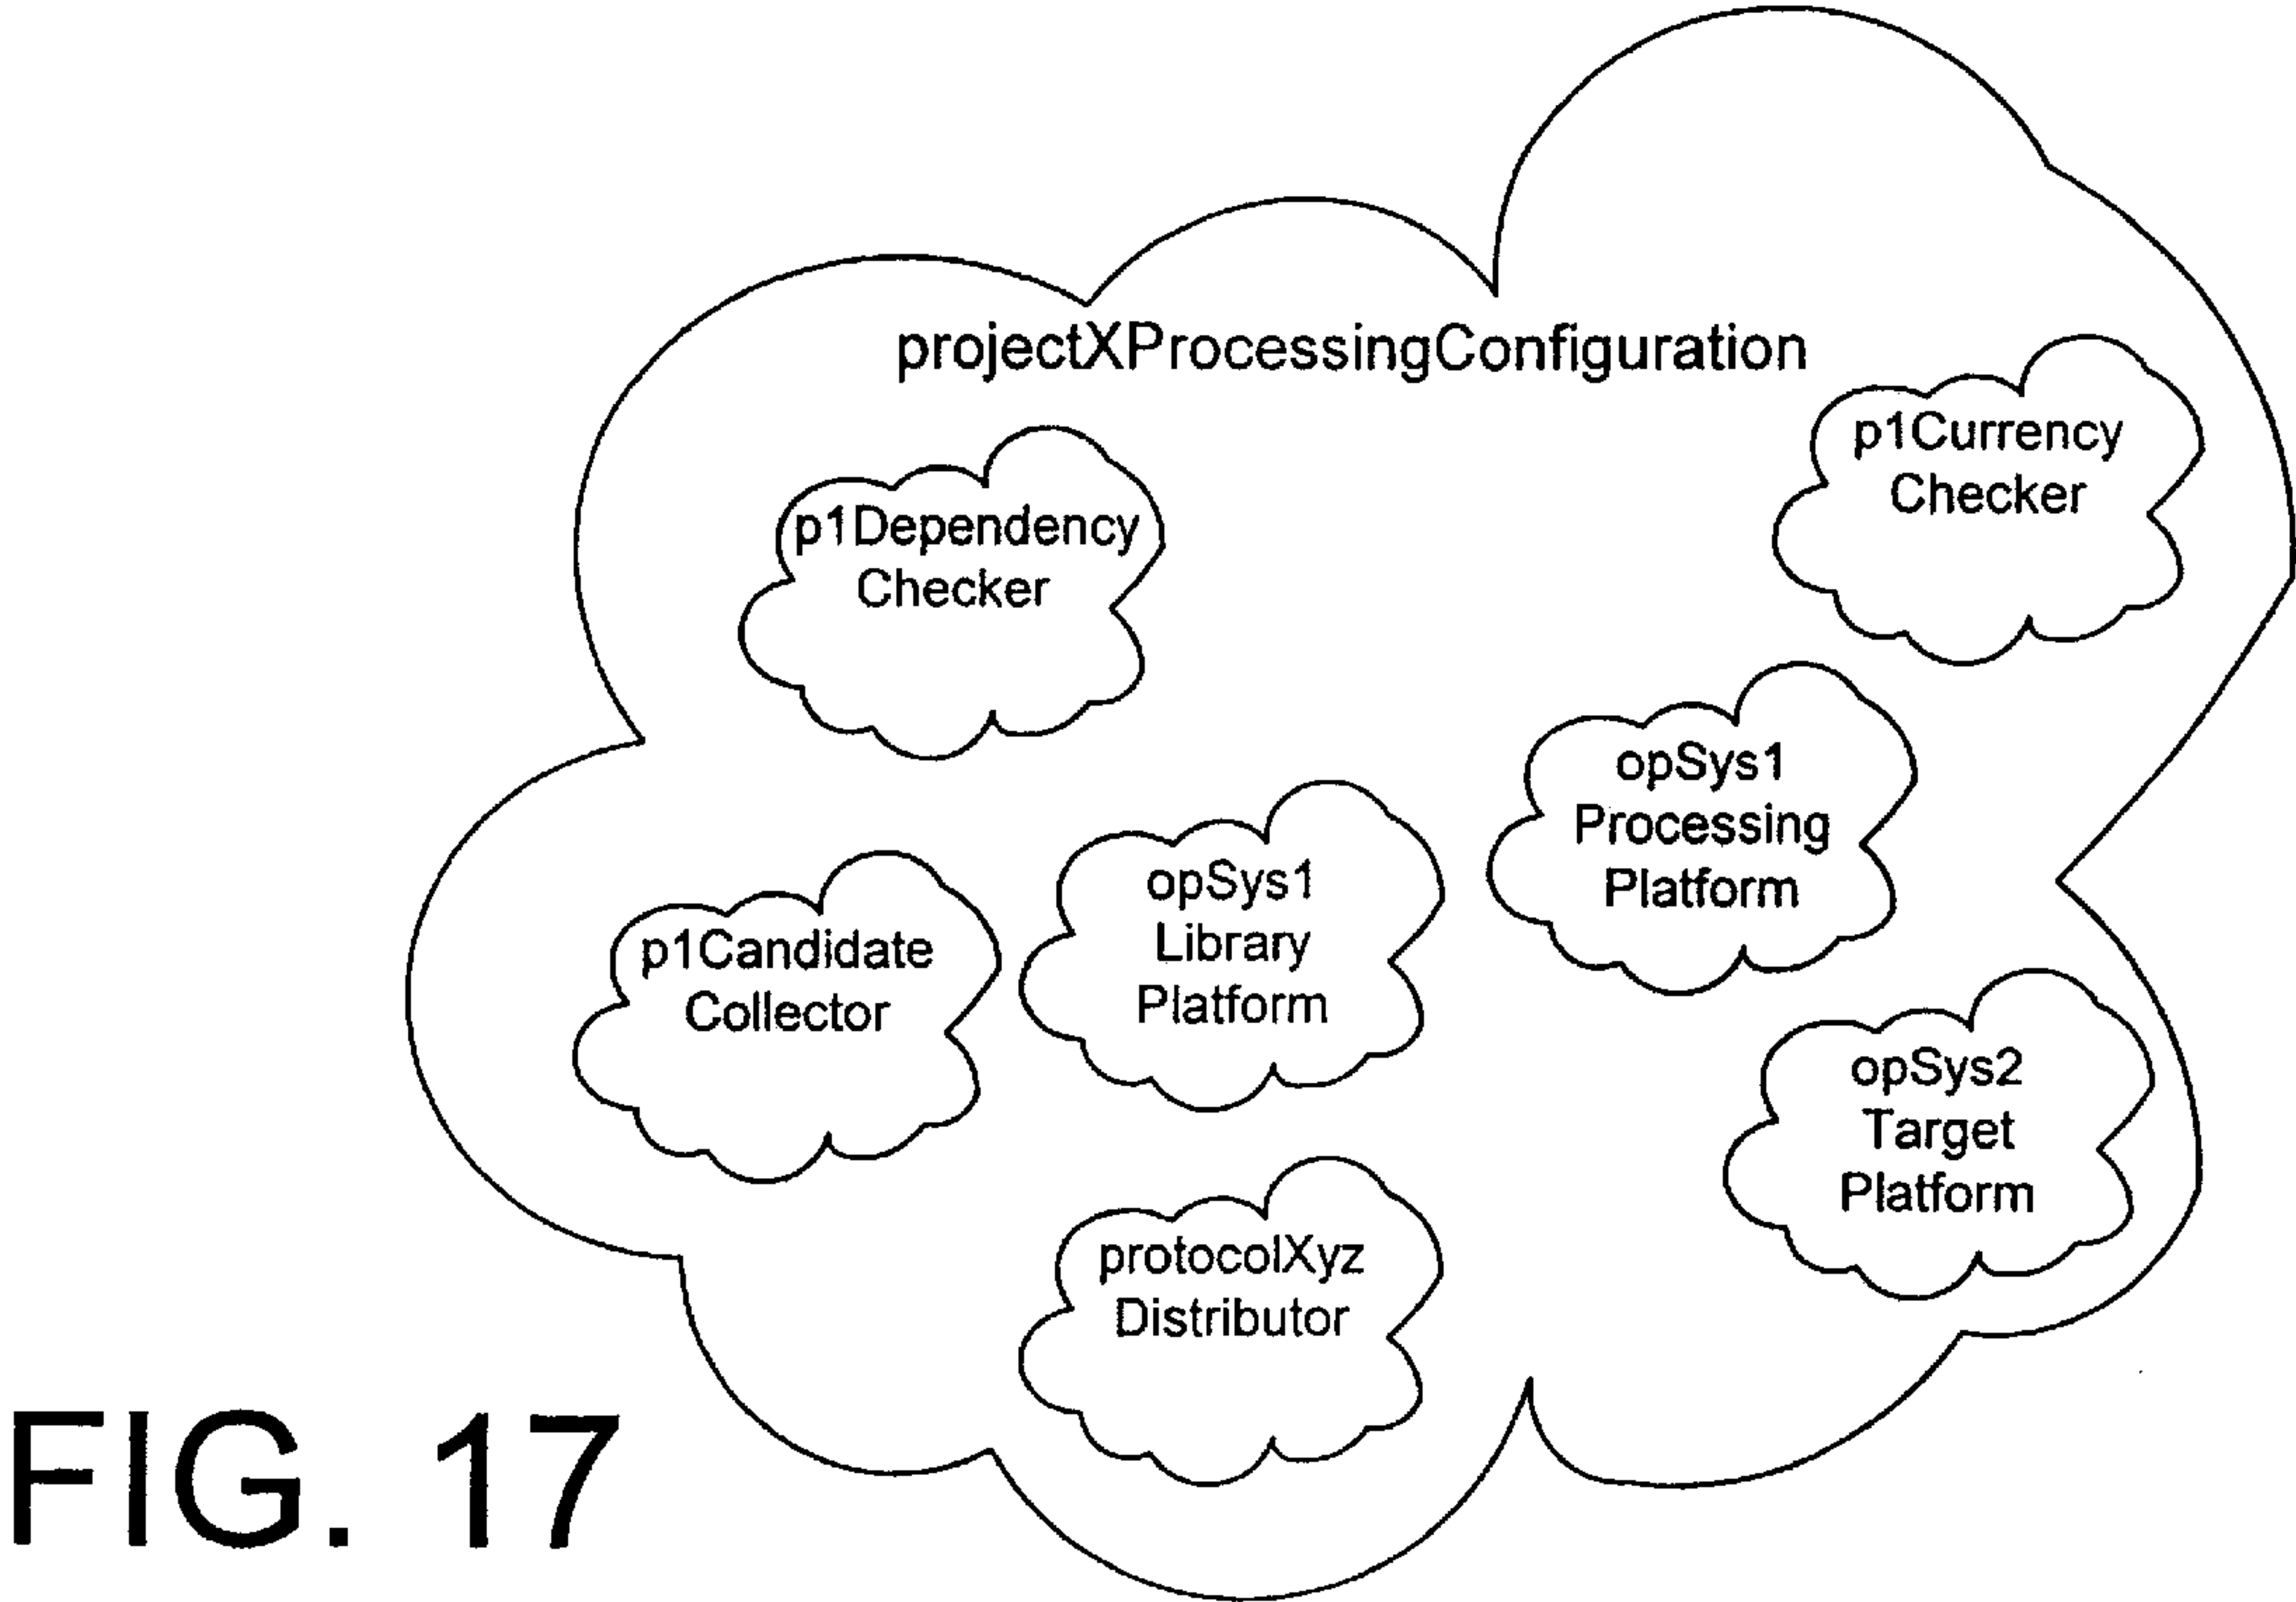 projectXProcessingConfiguration
p1Currency
Checker
p1Dependency
Checker
opSys1
Processing
Platform
opSys1
Library
Platform
p1Candidate
Collector
opSys2
Target
Platform
protocolXyz
Distributor
FIG. 17